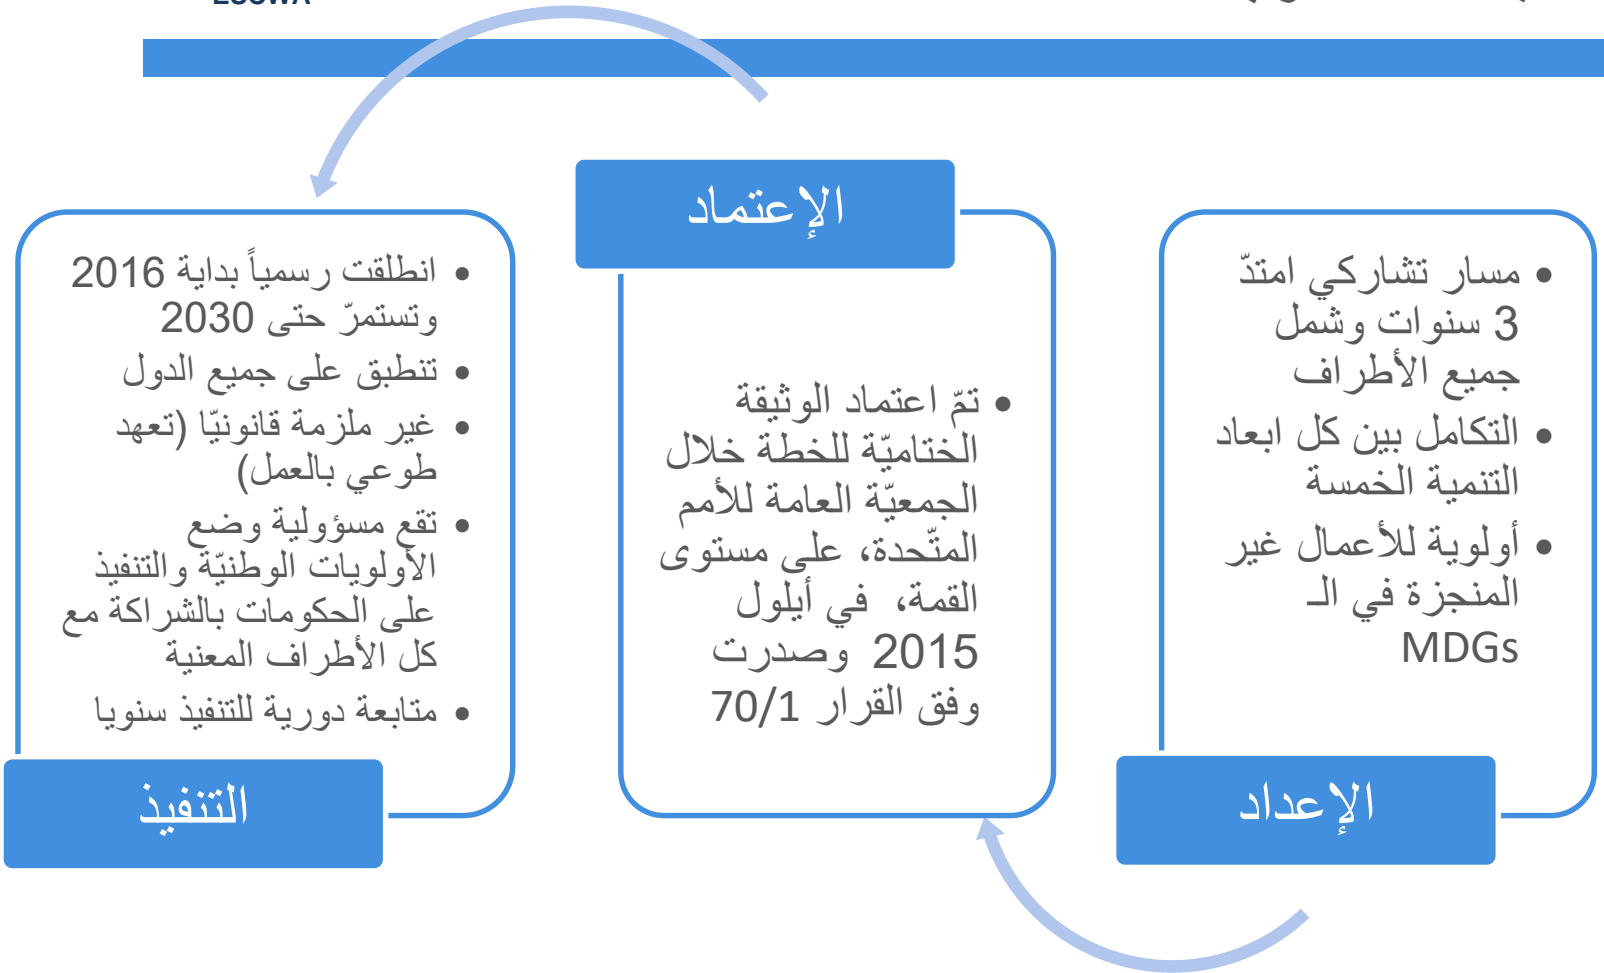 الإعداد
• مسار تشاركي امتدّ
3 سنوات وشمل
جميع الأطراف
• التكامل بين كل ابعاد
التنمية الخمسة
• أولوية للأعمال غير
المنجزة في الـ
MDGs
الإعتماد
• تمّ اعتماد الوثيقة
الختاميّة للخطة خلال
الجمعيّة العامة للأمم
المتّحدة، على مستوى
القمة، في أيلول
2015 وصدرت
وفق القرار 70/1
• انطلقت رسمياً بداية 2016
وتستمرّ حتى 2030
• تنطبق على جميع الدول
• غير ملزمة قانونيّا (تعهد
طوعي بالعمل)
• تقع مسؤولية وضع
الأولويات الوطنيّة والتنفيذ
على الحكومات بالشراكة مع
كل الأطراف المعنية
• متابعة دورية للتنفيذ سنويا
التنفيذ